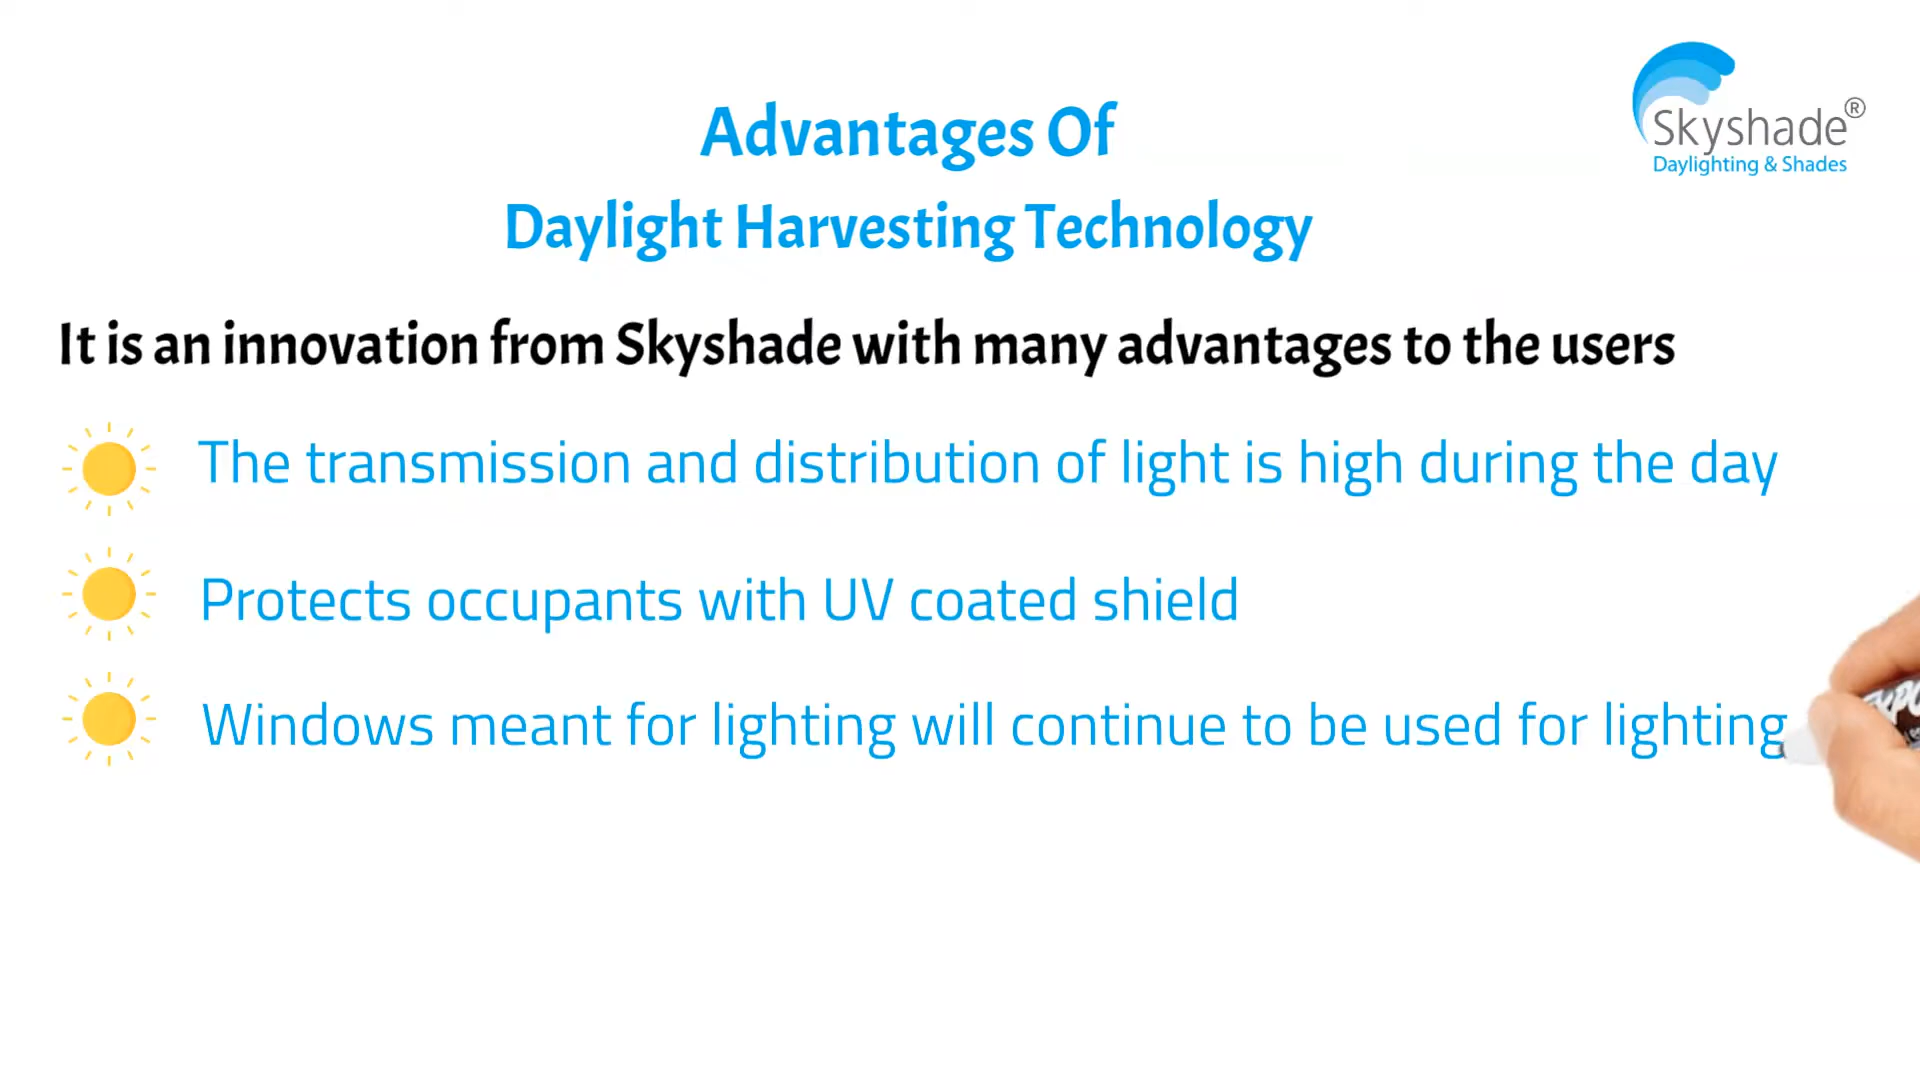 Skyshade®
Daylighting & Shades
Advantages Of
Daylight Harvesting Technology
It is an innovation from Skyshade with many advantages to the users
The transmission and distribution of light is high during the day
Protects occupants with UV coated shield
Windows meant for lighting will continue to be used for lighting